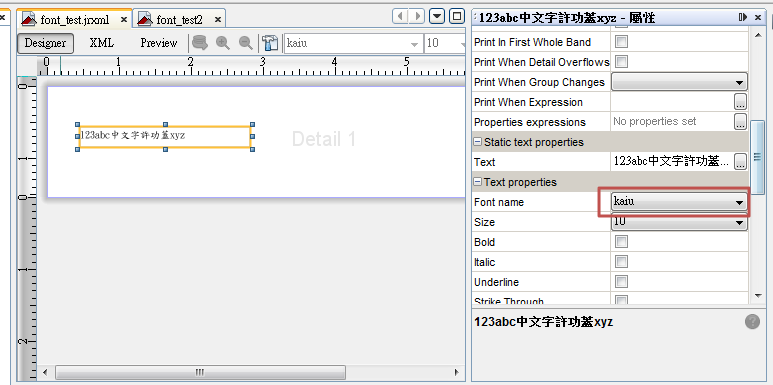 font_test.jrxml
font_test2
Designer XML Preview kaiu 10
0 1 2 3 4 5
0
1
0
1
2
123abc中文字許功蓋xyz
Detail 1
123abc中文字許功蓋xyz - 屬性
Print In First Whole Band
Print When Detail Overflows
Print When Group Changes
Print When Expression ...
Properties expressions No properties set ...
Static text properties
Text 123abc中文字許功蓋... ...
Text properties
Font name kaiu
Size 10
Bold
Italic
Underline
Strike Through
123abc中文字許功蓋xyz
?